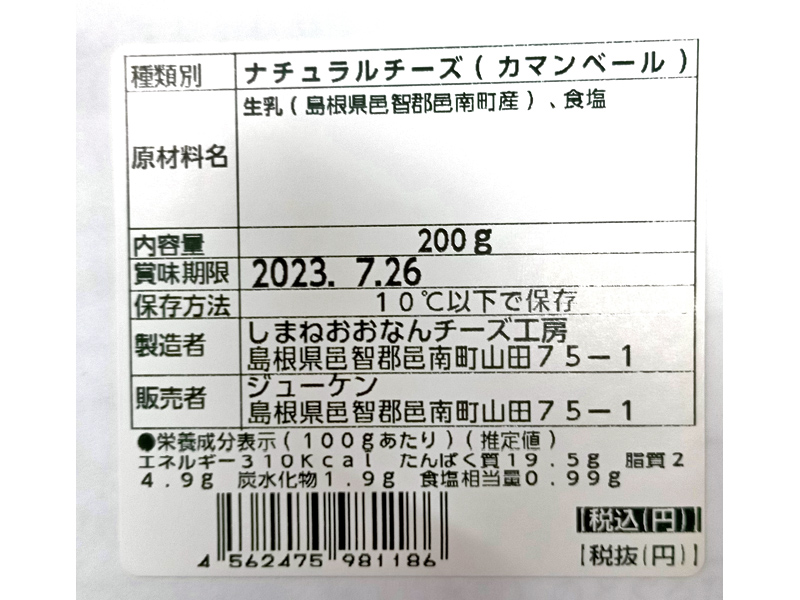 種類別 ナチュラルチーズ(カマンベール)
原材料名 生乳(島根県邑智郡邑南町産)、食塩
内容量 200g
賞味期限 2023. 7.26
保存方法 10℃以下で保存
製造者 しまねおおなんチーズ工房
島根県邑智郡邑南町山田75-1
販売者 ジューケン
島根県邑智郡邑南町山田75-1
●栄養成分表示(100gあたり)(推定値)
エネルギー310Kcal たんぱく質19.5g 脂質2
4.9g 炭水化物1.9g 食塩相当量0.99g
[税込(円)]
4 562475 981186
[税抜(円)]